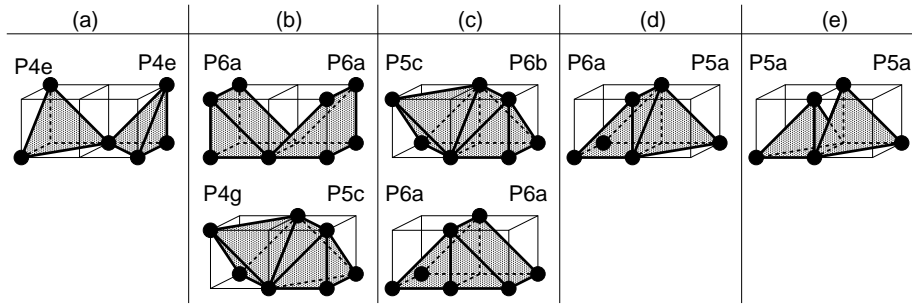 (a) (b) (c) (d) (e)
P4e P4e P6a P6a P5c P6b P6a P5a P5a P5a
P4g P5c P6a P6a